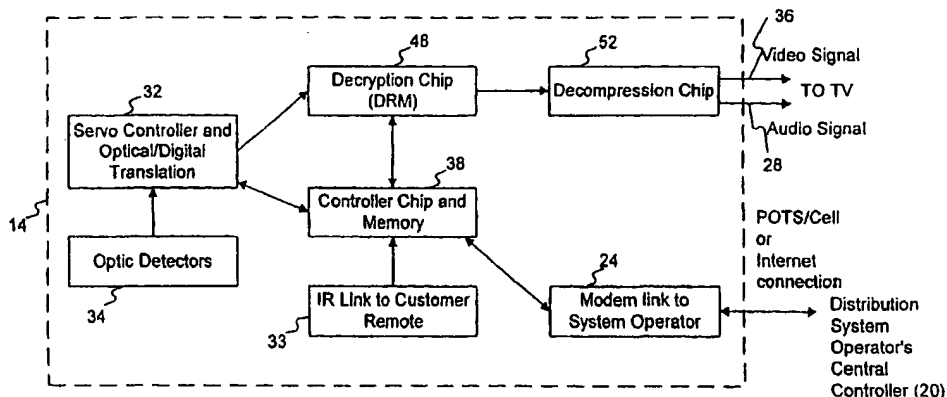 36
48
52
Video Signal
Decryption Chip
(DRM)
Decompression Chip
TO TV
32
Servo Controller and
Optical/Digital
Translation
Audio Signal
28
38
Controller Chip and
Memory
14
POTS/Cell
or
Internet
connection
Optic Detectors
34
24
IR Link to Customer
Remote
33
Modem link to
System Operator
Distribution
System
Operator's
Central
Controller (20)